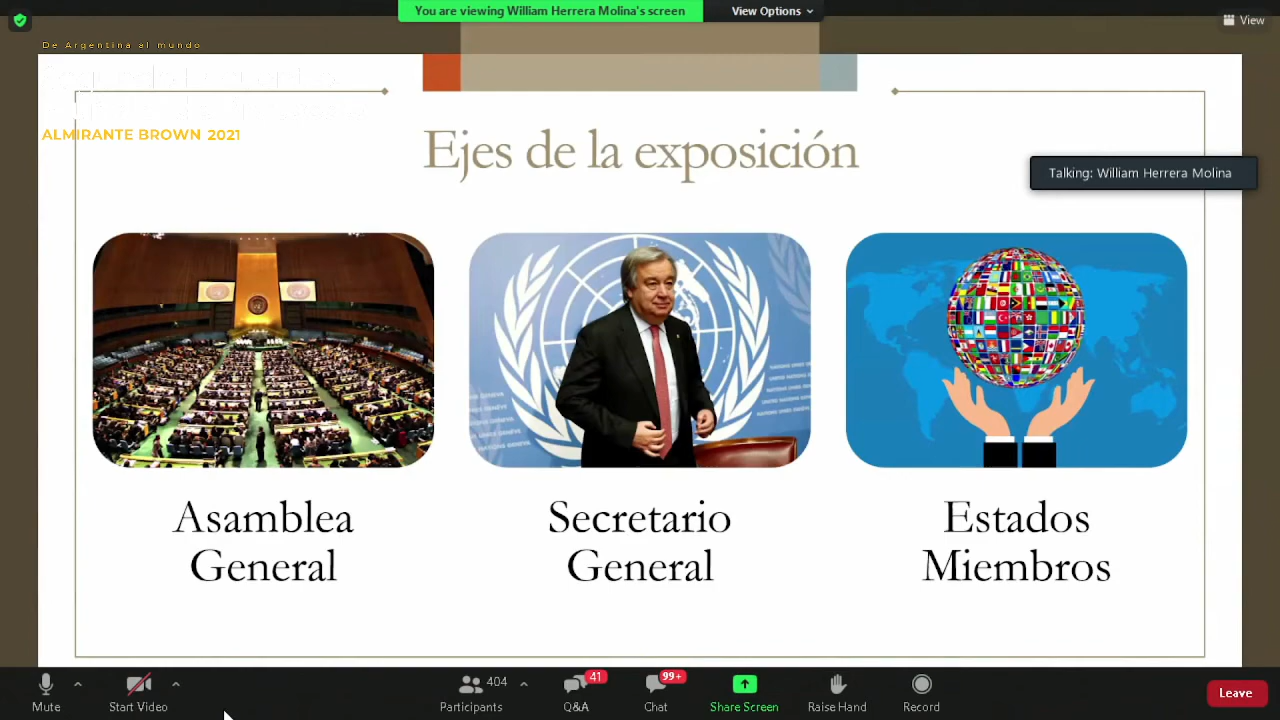 You are viewing William Herrera Molina's screen
View Options
View
De Argentina al mundo
ALMIRANTE BROWN 2021
Ejes de la exposición
Talking: William Herrera Molina
Asamblea
General
Secretario
General
Estados
Miembros
Mute
Start Video
404
Participants
41
Q&A
99+
Chat
Share Screen
Raise Hand
Record
Leave